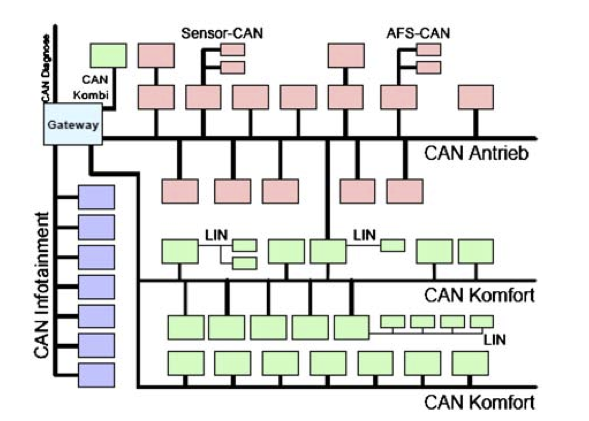 Sensor-CAN
AFS-CAN
CAN Diagnose
CAN
Kombi
Gateway
CAN Antrieb
LIN
LIN
CAN Infotainment
CAN Komfort
LIN
CAN Komfort